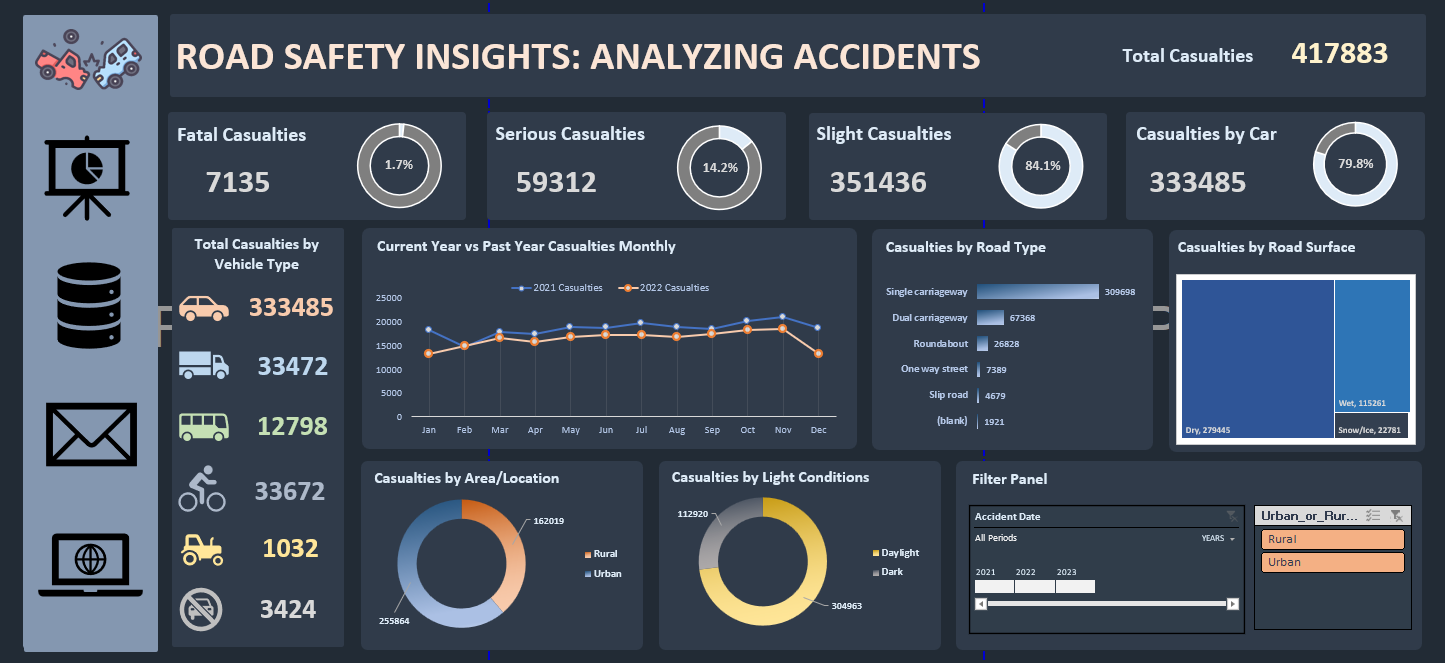 ROAD SAFETY INSIGHTS: ANALYZING ACCIDENTS
Total Casualties
417883
Fatal Casualties
7135
1.7%
Serious Casualties
59312
14.2%
Slight Casualties
351436
84.1%
Casualties by Car
333485
79.8%
Total Casualties by
Vehicle Type
333485
33472
12798
33672
1032
3424
Current Year vs Past Year Casualties Monthly
2021 Casualties
2022 Casualties
25000
20000
15000
10000
5000
0
Jan
Feb
Mar
Apr
May
Jun
Jul
Aug
Sep
Oct
Nov
Dec
Casualties by Road Type
Single carriageway
309698
Dual carriageway
67368
Roundabout
26828
One way street
7389
Slip road
4679
(blank)
1921
Casualties by Road Surface
Dry, 279445
Wet, 115261
Snow/Ice, 22781
Casualties by Area/Location
162019
255864
Rural
Urban
Casualties by Light Conditions
112920
304963
Daylight
Dark
Filter Panel
Accident Date
All Periods
YEARS
2021
2022
2023
Urban_or_Rur...
Rural
Urban